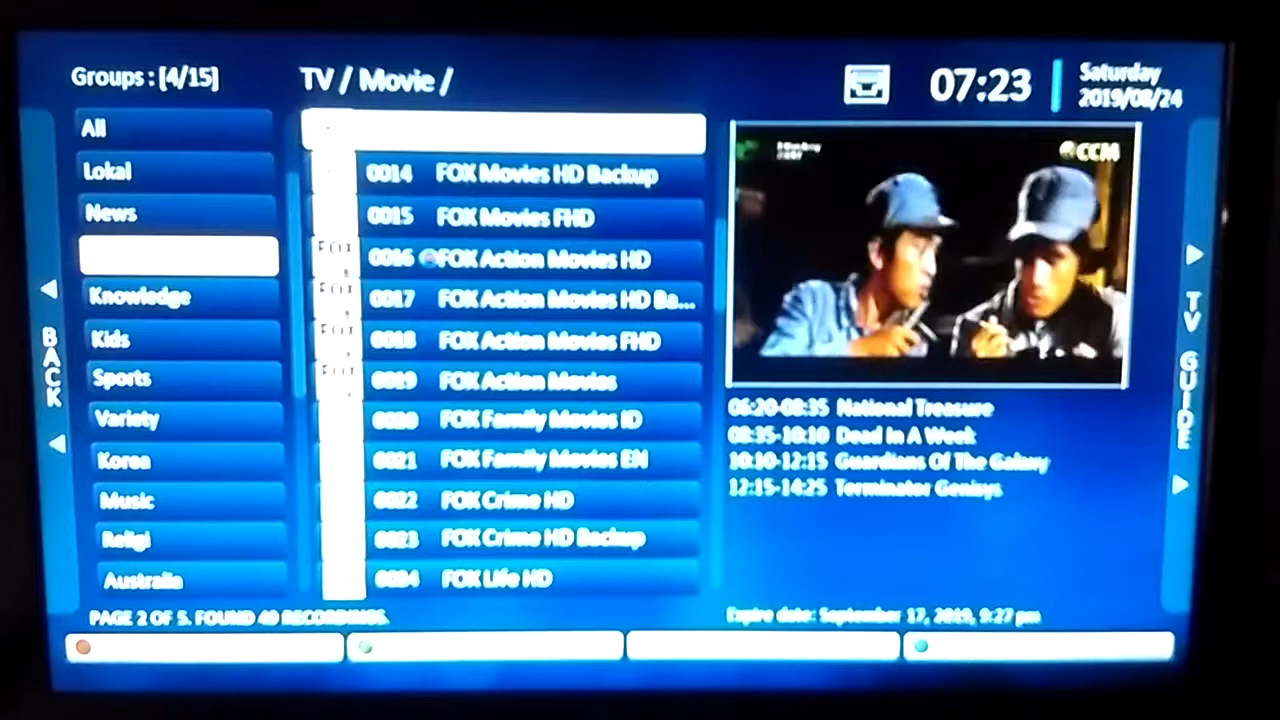 Groups : [4/15]
TV / Movie /
07:23
Saturday
2019/08/24
All
Lokal
News
Knowledge
Kids
Sports
Variety
Korea
Music
Religi
Australia
BACK
0014 FOX Movies HD Backup
0015 FOX Movies FHD
FOX
0016 FOX Action Movies HD
FOX
0017 FOX Action Movies HD Ba...
FOX
0018 FOX Action Movies FHD
FOX
0019 FOX Action Movies
0020 FOX Family Movies ID
0021 FOX Family Movies EN
0022 FOX Crime HD
0023 FOX Crime HD Backup
0024 FOX Life HD
CCM
06:20-08:35 National Treasure
08:35-10:10 Dead In A Week
10:10-12:15 Guardians Of The Galaxy
12:15-14:25 Terminator Genisys
TV GUIDE
PAGE 2 OF 5. FOUND 49 RECORDINGS.
Expire date: September 17, 2019, 9:27 pm